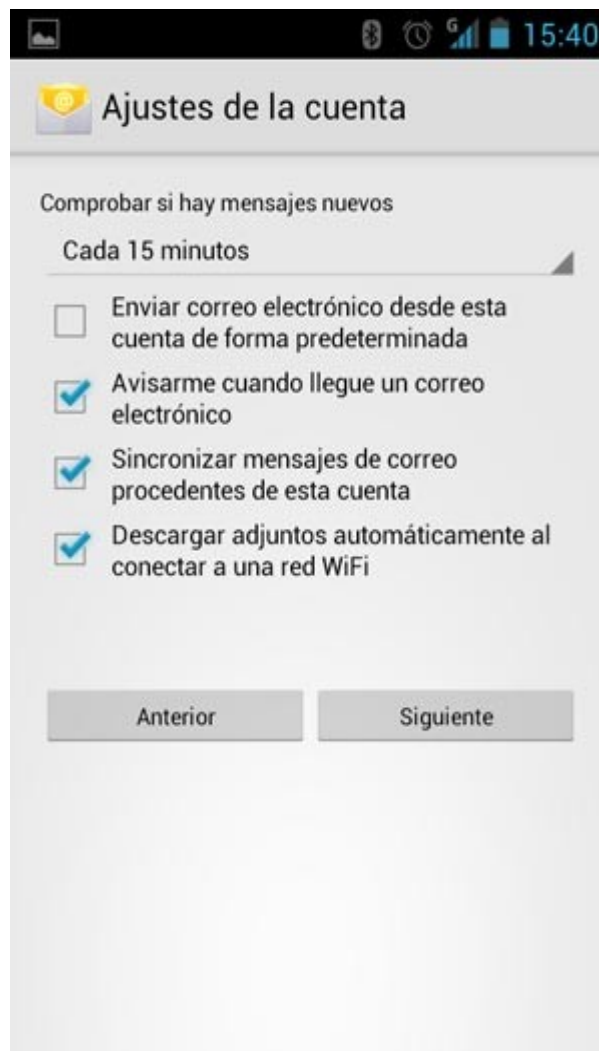 G 15:40
Ajustes de la cuenta
Comprobar si hay mensajes nuevos
Cada 15 minutos
Enviar correo electrónico desde esta
cuenta de forma predeterminada
Avisarme cuando llegue un correo
electrónico
Sincronizar mensajes de correo
procedentes de esta cuenta
Descargar adjuntos automáticamente al
conectar a una red WiFi
Anterior Siguiente